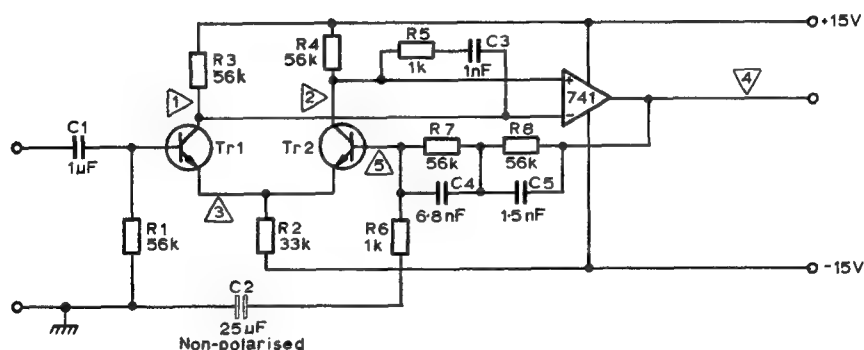 +15V
R3
56k
R4
56k
R5
1k
C3
1nF
1
2
+
741
−
4
C1
1µF
Tr1
Tr2
5
R7
56k
R8
56k
C4
6·8nF
C5
1·5nF
3
R1
56k
R2
33k
R6
1k
-15V
C2
25µF
Non-polarised